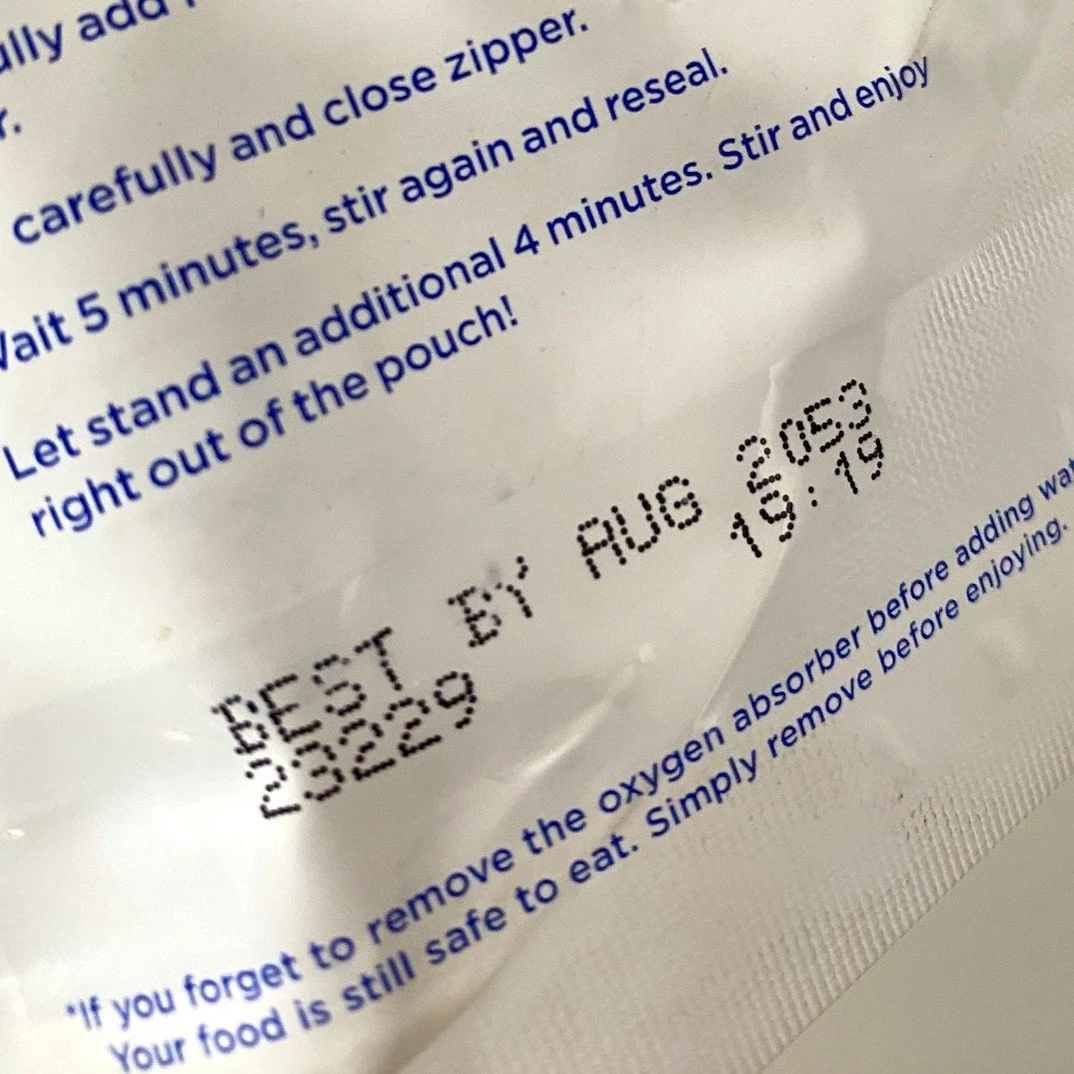 add
r.
carefully and close zipper.
Wait 5 minutes, stir again and reseal.
Let stand an additional 4 minutes. Stir and enjoy
right out of the pouch!
BEST BY AUG 2053
23229 19:19
*If you forget to remove the oxygen absorber before adding wat
Your food is still safe to eat. Simply remove before enjoying.